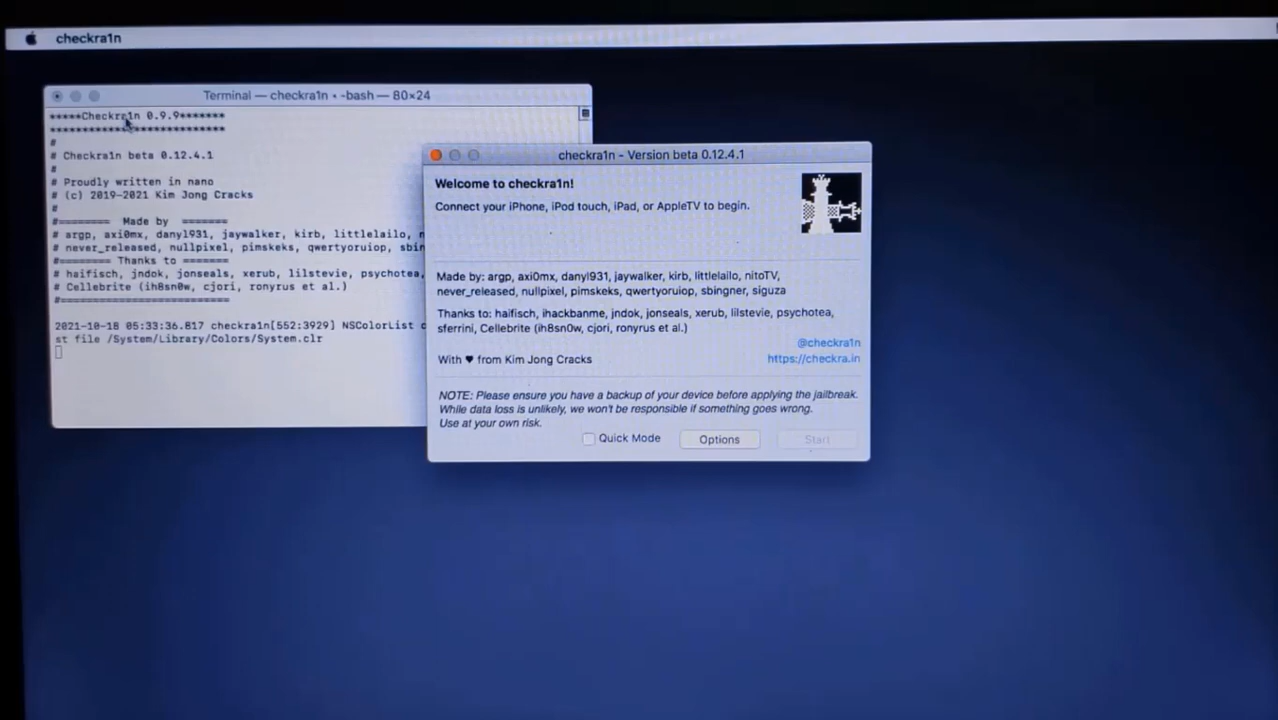 checkra1n
Terminal — checkra1n • -bash — 80×24
*****Checkra1n 0.9.9*******
***************************
#
# Checkra1n beta 0.12.4.1
#
# Proudly written in nano
# (c) 2019-2021 Kim Jong Cracks
#
#======== Made by =======
# argp, axi0mx, danyl931, jaywalker, kirb, littlelailo, n
# never_released, nullpixel, pimskeks, qwertyoruiop, sbin
#======== Thanks to =======
# haifisch, jndok, jonseals, xerub, lilstevie, psychotea,
# Cellebrite (ih8sn0w, cjori, ronyrus et al.)
#=========================
2021-10-18 05:33:36.817 checkra1n[552:3929] NSColorList c
st file /System/Library/Colors/System.clr
checkra1n - Version beta 0.12.4.1
Welcome to checkra1n!
Connect your iPhone, iPod touch, iPad, or AppleTV to begin.
Made by: argp, axi0mx, danyl931, jaywalker, kirb, littlelailo, nitoTV,
never_released, nullpixel, pimskeks, qwertyoruiop, sbingner, siguza
Thanks to: haifisch, ihackbanme, jndok, jonseals, xerub, lilstevie, psychotea,
sferrini, Cellebrite (ih8sn0w, cjori, ronyrus et al.)
With ♥ from Kim Jong Cracks
@checkra1n
https://checkra.in
NOTE: Please ensure you have a backup of your device before applying the jailbreak.
While data loss is unlikely, we won't be responsible if something goes wrong.
Use at your own risk.
Quick Mode
Options
Start